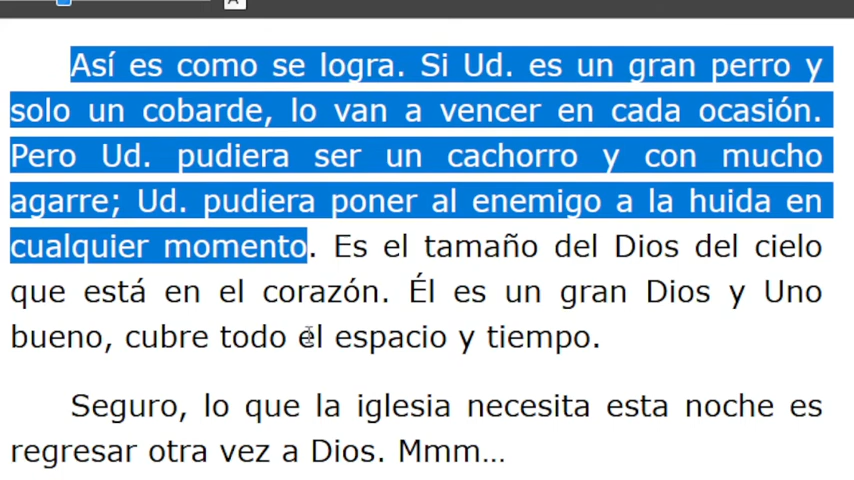 Así es como se logra. Si Ud. es un gran perro y
solo un cobarde, lo van a vencer en cada ocasión.
Pero Ud. pudiera ser un cachorro y con mucho
agarre; Ud. pudiera poner al enemigo a la huida en
cualquier momento. Es el tamaño del Dios del cielo
que está en el corazón. Él es un gran Dios y Uno
bueno, cubre todo el espacio y tiempo.
Seguro, lo que la iglesia necesita esta noche es
regresar otra vez a Dios. Mmm...